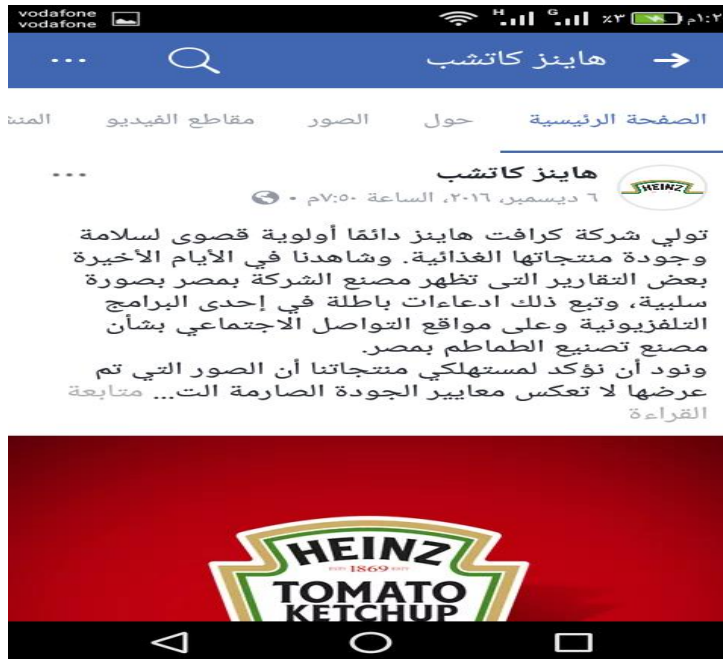 vodafone
vodafone
H G ٣٪ ١:٢٠م
هاينز كاتشب
الصفحة الرئيسية حول الصور مقاطع الفيديو المنش
هاينز كاتشب
٦ ديسمبر، ٢٠١٦، الساعة ٧:٥٠م
تولي شركة كرافت هاينز دائمًا أولوية قصوى لسلامة
وجودة منتجاتها الغذائية. وشاهدنا في الأيام الأخيرة
بعض التقارير التى تظهر مصنع الشركة بمصر بصورة
سلبية، وتبع ذلك ادعاءات باطلة في إحدى البرامج
التلفزيونية وعلى مواقع التواصل الاجتماعي بشأن
مصنع تصنيع الطماطم بمصر.
ونود أن نؤكد لمستهلكي منتجاتنا أن الصور التي تم
عرضها لا تعكس معايير الجودة الصارمة الت... متابعة
القراءة
HEINZ
HEINZ
ESTD 1869
TOMATO
KETCHUP